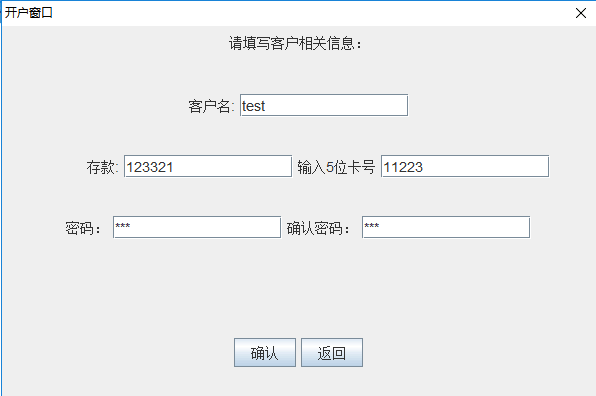 开户窗口
请填写客户相关信息：
客户名: test
存款: 123321 输入5位卡号 11223
密码： *** 确认密码： ***
确认 返回